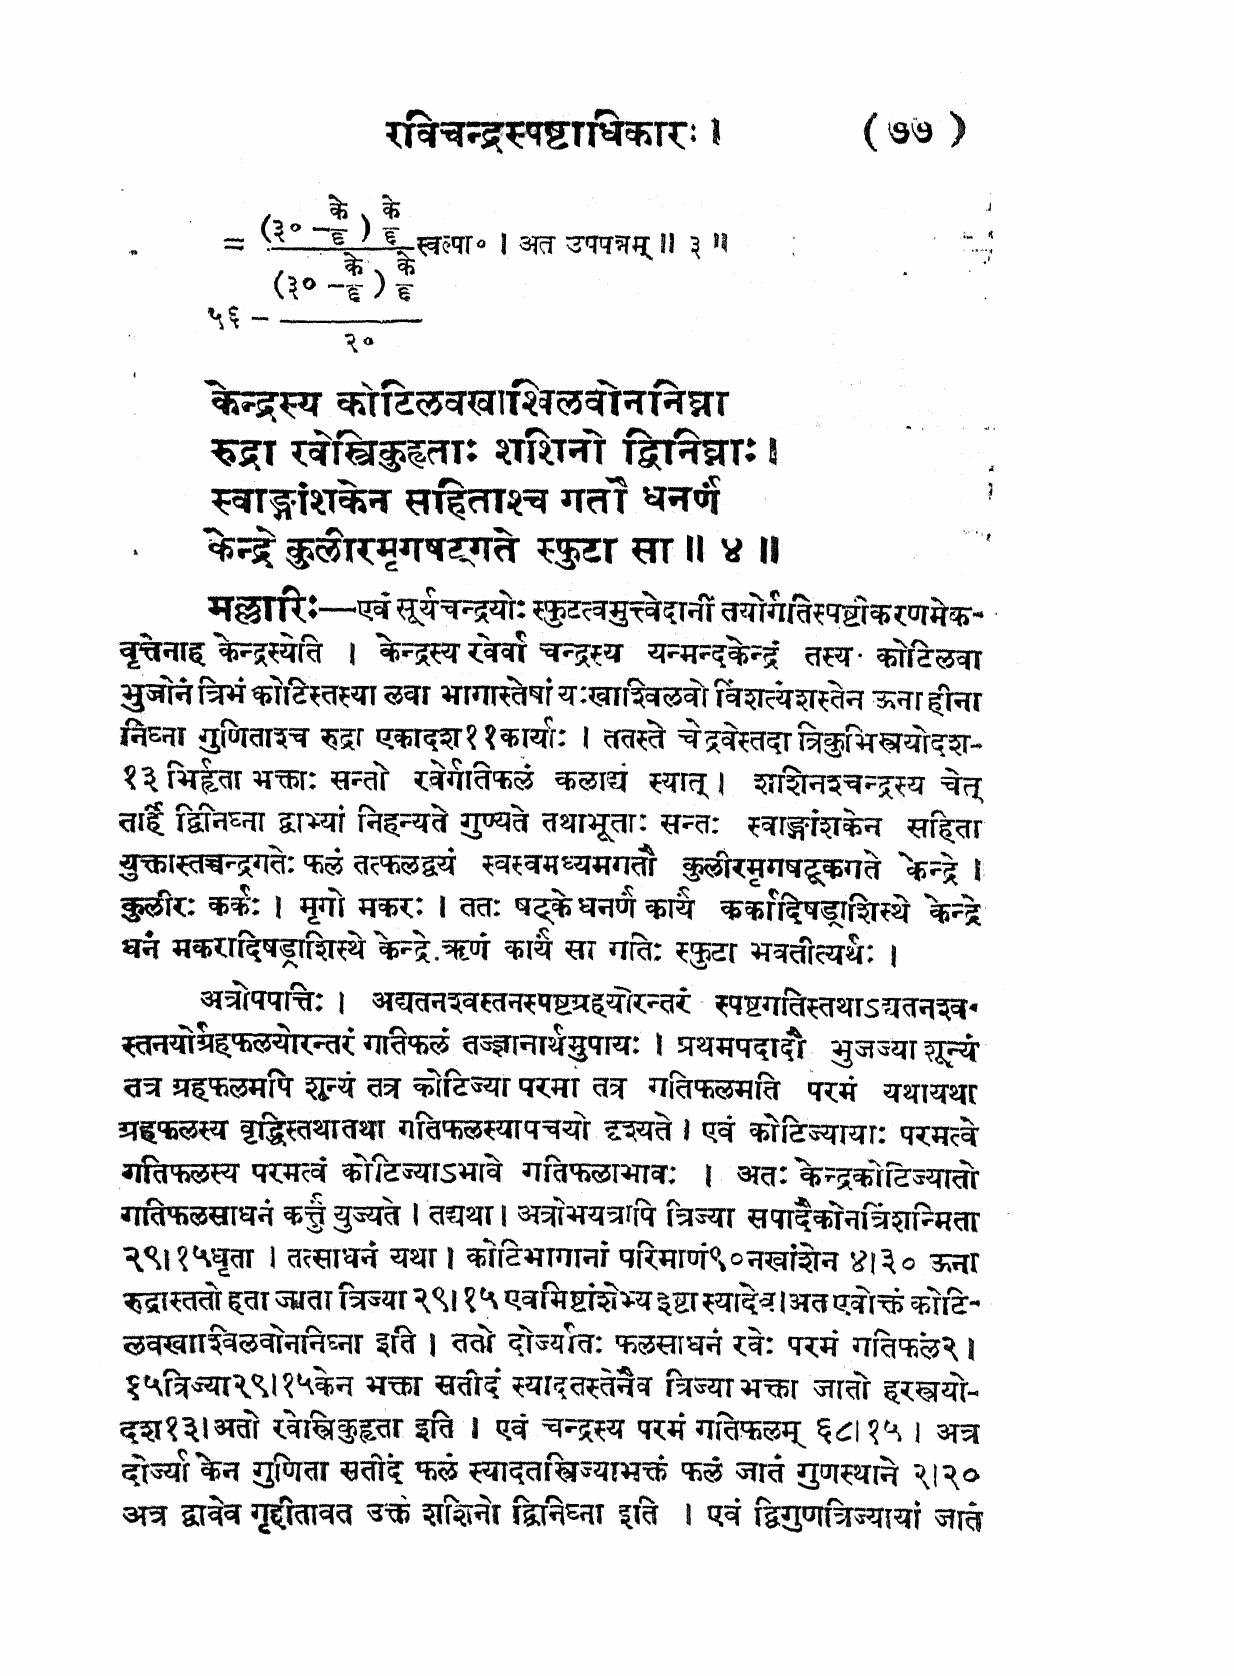 रविचन्द्रस्पष्टाधिकारः । ( ७७ )
= (३० - के/६ ) के/६ स्वल्पा० । अत उपपन्नम् ॥ ३ ॥
(३० - के/६ ) के/६
५६ - ————
२०
केन्द्रस्य कोटिलवखाश्विलवोननिघ्ना
रुद्रा रवेस्त्रिकुहृताः शशिनो द्विनिघ्नाः ।
स्वाङ्गांशकेन सहिताश्च गतौ धनर्णं
केन्द्रे कुलीरमृगषट्गते स्फुटा सा ॥ ४ ॥
मल्लारिः—एवं सूर्यचन्द्रयोः स्फुटत्वमुत्त्वेदानीं तयोर्गतिस्पष्टीकरणमेक-
वृत्तेनाह केन्द्रस्येति । केन्द्रस्य रवेर्वा चन्द्रस्य यन्मन्दकेन्द्रं तस्य कोटिलवा
भुजोनं त्रिभं कोटिस्तस्या लवा भागास्तेषां यःखाश्विलवो विंशत्यंशस्तेन ऊना हीना
निघ्ना गुणिताश्च रुद्रा एकादश११कार्याः । ततस्ते चेद्रवेस्तदा त्रिकुभिस्त्रयोदश-
१३ भिर्हृता भक्ताः सन्तो रवेर्गतिफलं कलाद्यं स्यात् । शाशिनश्चन्द्रस्य चेत्
तार्हि द्विनिघ्ना द्वाभ्यां निहन्यते गुण्यते तथाभूताः सन्तः स्वाङ्गांशकेन सहिता
युक्तास्तच्चन्द्रगतेः फलं तत्फलद्वयं स्वस्वमध्यमगतौ कुलीरमृगषट्कगते केन्द्रे ।
कुलीरः कर्कः । मृगो मकरः । ततः षट्के धनर्णं कार्यं कर्कादिषड्राशिस्थे केन्द्रे
धनं मकरादिषड्राशिस्थे केन्द्रे ऋणं कार्यं सा गतिः स्फुटा भवतीत्यर्थः ।
अत्रोपपत्तिः । अद्यतनश्वस्तनस्पष्टग्रहयोरन्तरं स्पष्टगतिस्तथाऽद्यतनश्व-
स्तनयोर्ग्रहफलयोरन्तरं गतिफलं तज्ज्ञानार्थमुपायः । प्रथमपदादौ भुजज्या शून्यं
तत्र ग्रहफलमपि शून्यं तत्र कोटिज्या परमा तत्र गतिफलमति परमं यथायथा
ग्रहफलस्य वृद्धिस्तथातथा गतिफलस्यापचयो दृश्यते । एवं कोटिज्यायाः परमत्वे
गतिफलस्य परमत्वं कोटिज्याऽभावे गतिफलाभावः । अतः केन्द्रकोटिज्यातो
गतिफलसाधनं कर्त्तुं युज्यते । तद्यथा । अत्रोभयत्रापि त्रिज्या सपादैकोनत्रिंशन्मिता
२९।१५धृता । तत्साधनं यथा । कोटिभागानां परिमाणं९०नखांशेन ४।३० ऊना
रुद्रास्ततो हता जाता त्रिज्या २९।१५ एवमिष्टांशेभ्य इष्टा स्यादेव।अत एवोक्तं कोटि-
लवखााश्विलवोननिघ्ना इति । ततो दोर्ज्यातः फलसाधनं रवेः परमं गतिफलं२।
१५त्रिज्या२९।१५केन भक्ता सतीदं स्यादतस्तेनैव त्रिज्या भक्ता जातो हरस्त्रयो-
दश१३।अतो रवेस्त्रिकुहृता इति । एवं चन्द्रस्य परमं गतिफलम् ६८।१५ । अत्र
दोर्ज्या केन गुणिता सतीदं फलं स्यादतास्त्रिज्याभक्तं फलं जातं गुणस्थाने २।२०
अत्र द्वावेव गृहीतावत उक्तं शशिनो द्विनिघ्ना इति । एवं द्विगुणत्रिज्यायां जातं